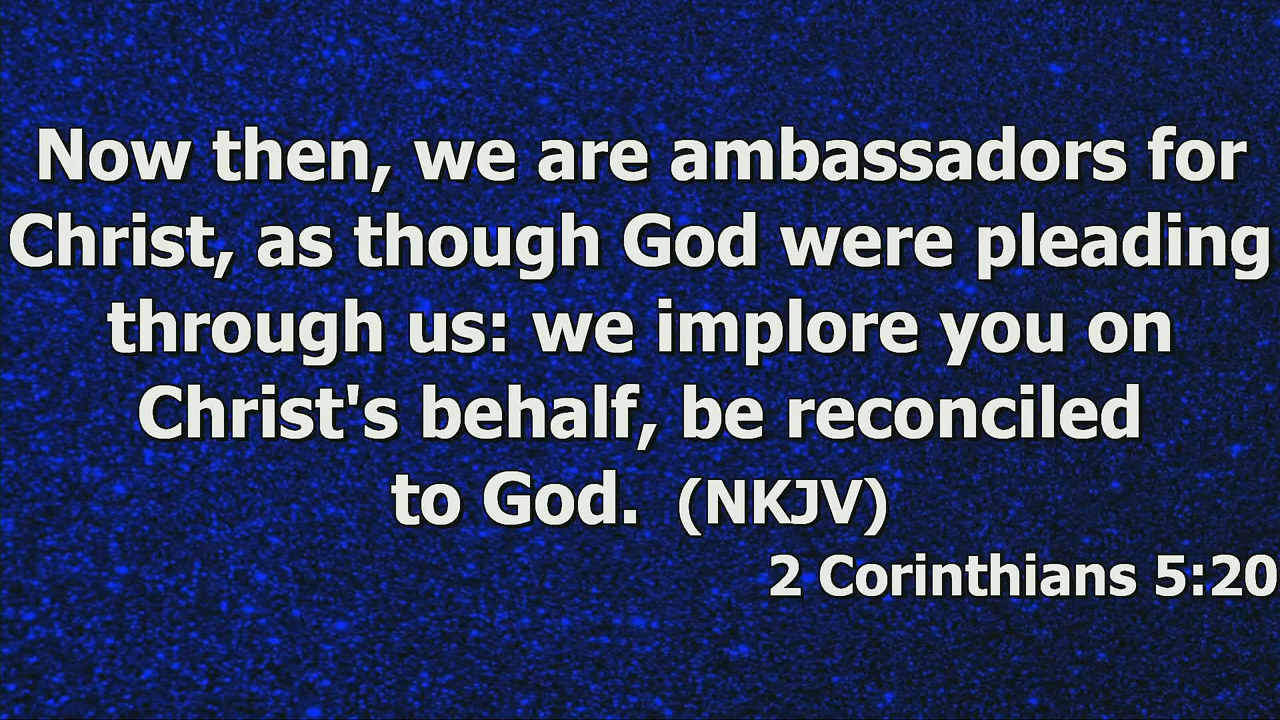 Now then, we are ambassadors for
Christ, as though God were pleading
through us: we implore you on
Christ's behalf, be reconciled
to God. (NKJV)
2 Corinthians 5:20